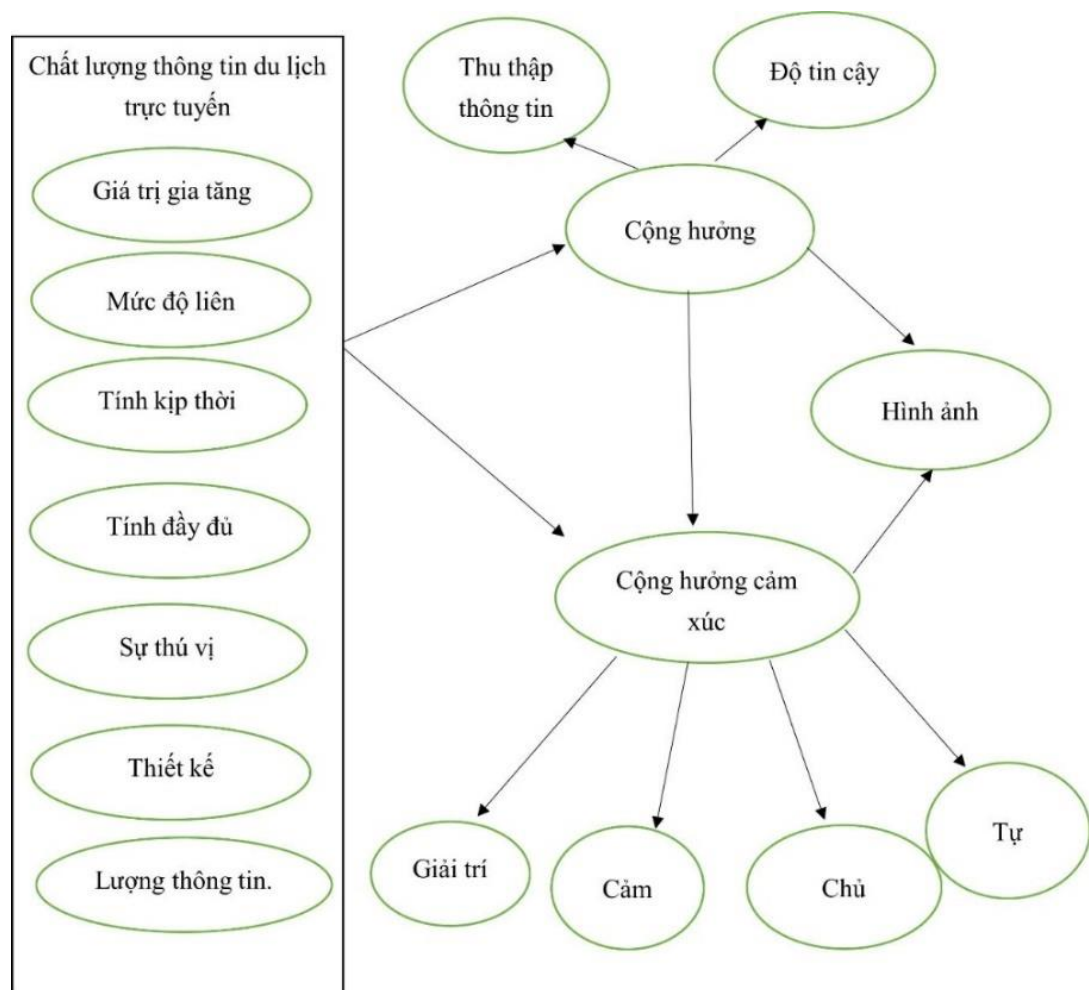 Chất lượng thông tin du lịch
trực tuyến
Giá trị gia tăng
Mức độ liên
Tính kịp thời
Tính đầy đủ
Sự thú vị
Thiết kế
Lượng thông tin.
Thu thập
thông tin
Độ tin cậy
Cộng hưởng
Hình ảnh
Cộng hưởng cảm
xúc
Giải trí
Cảm
Chủ
Tự